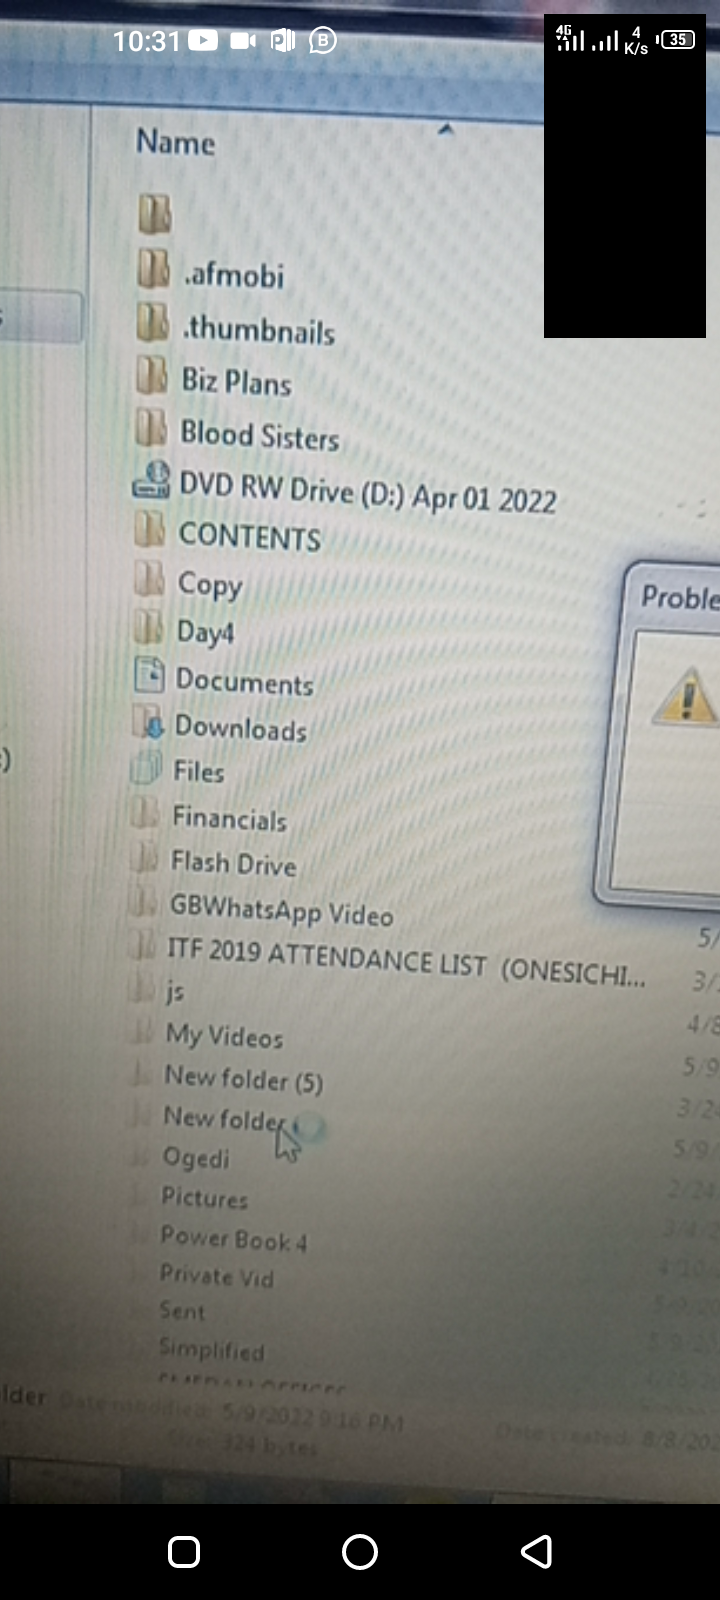 10:31
4G
4
K/s
35
Name
.afmobi
.thumbnails
Biz Plans
Blood Sisters
DVD RW Drive (D:) Apr 01 2022
CONTENTS
Copy
Day4
Proble
Documents
Downloads
Files
Financials
Flash Drive
GBWhatsApp Video
5/
ITF 2019 ATTENDANCE LIST (ONESICHI...
3/
js
4/8
My Videos
5/9
New folder (5)
3/2
New folder
5/9
Ogedi
2/24
Pictures
Power Book 4
Private Vid
Sent
Simplified
lder Date modified: 5/9/2022 9:16 PM
Date created: 8/8/202
Size: 324 bytes